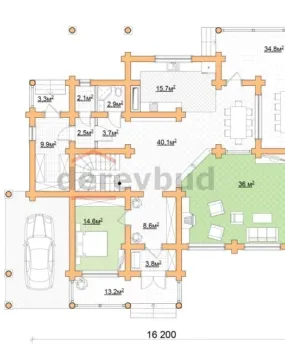 34,8м²
15.7м²
3.3м²
2.1м²
2.9м²
2.5м²
3.7м²
9.9м²
40.1м²
derevbud
36 м²
14.6м²
6.6м²
3.8м²
13.2м²
16 200